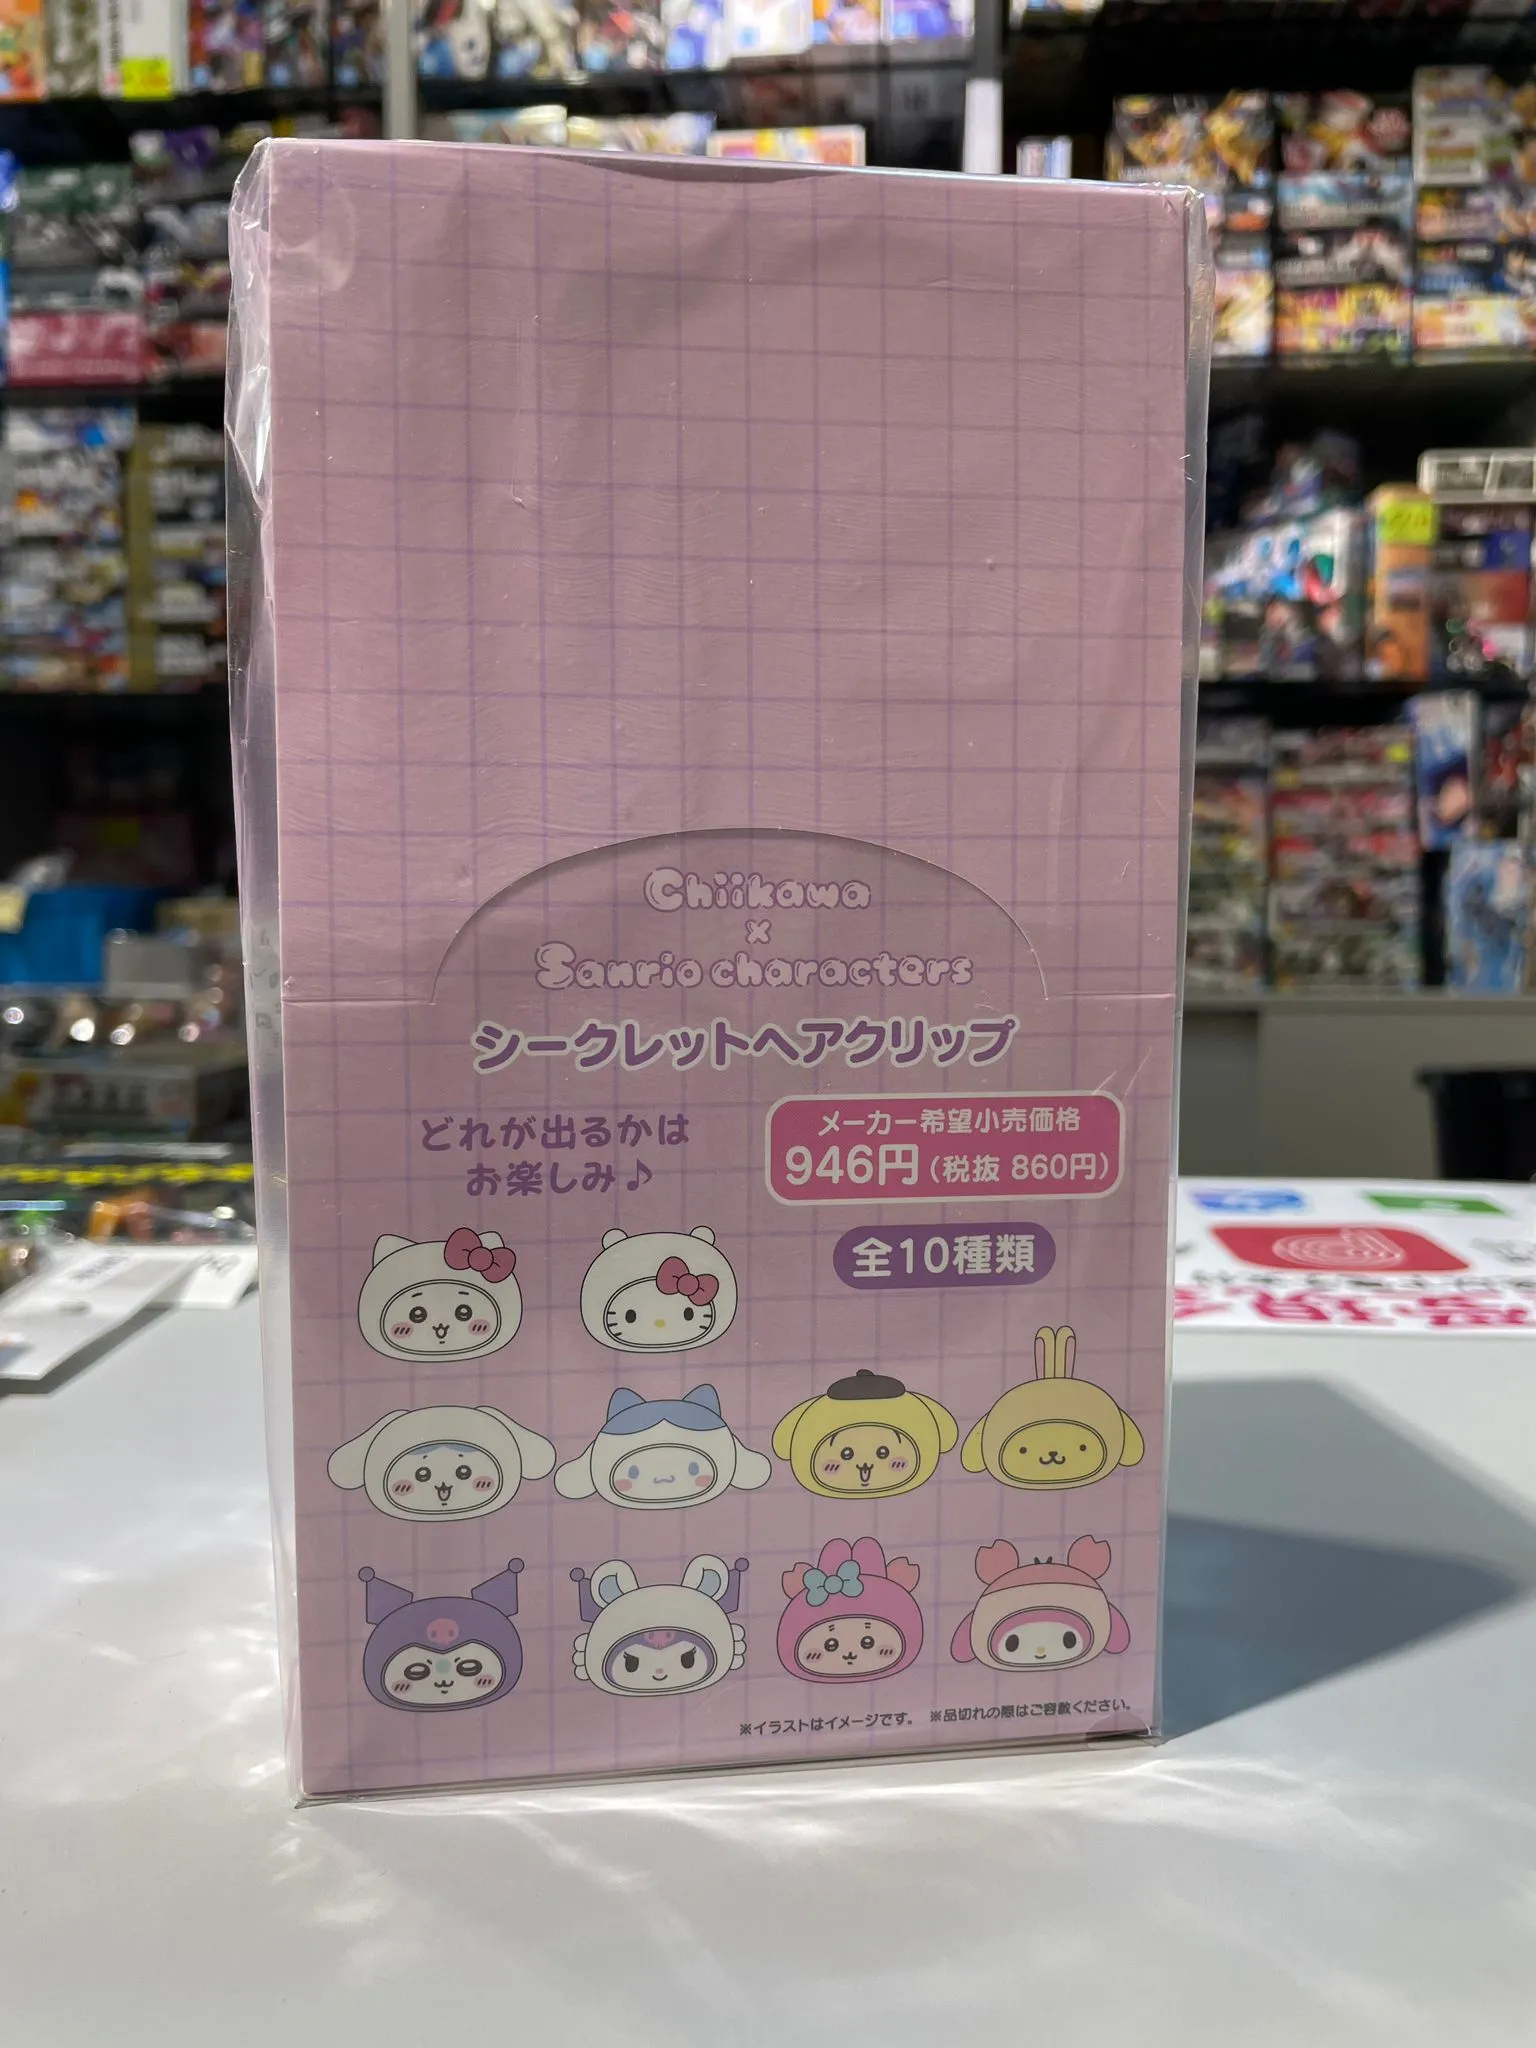 Chiikawa
×
Sanrio characters
シークレットヘアクリップ
どれが出るかは
お楽しみ♪
メーカー希望小売価格
946円(税抜 860円)
全10種類
※イラストはイメージです。 ※品切れの際はご容赦ください。